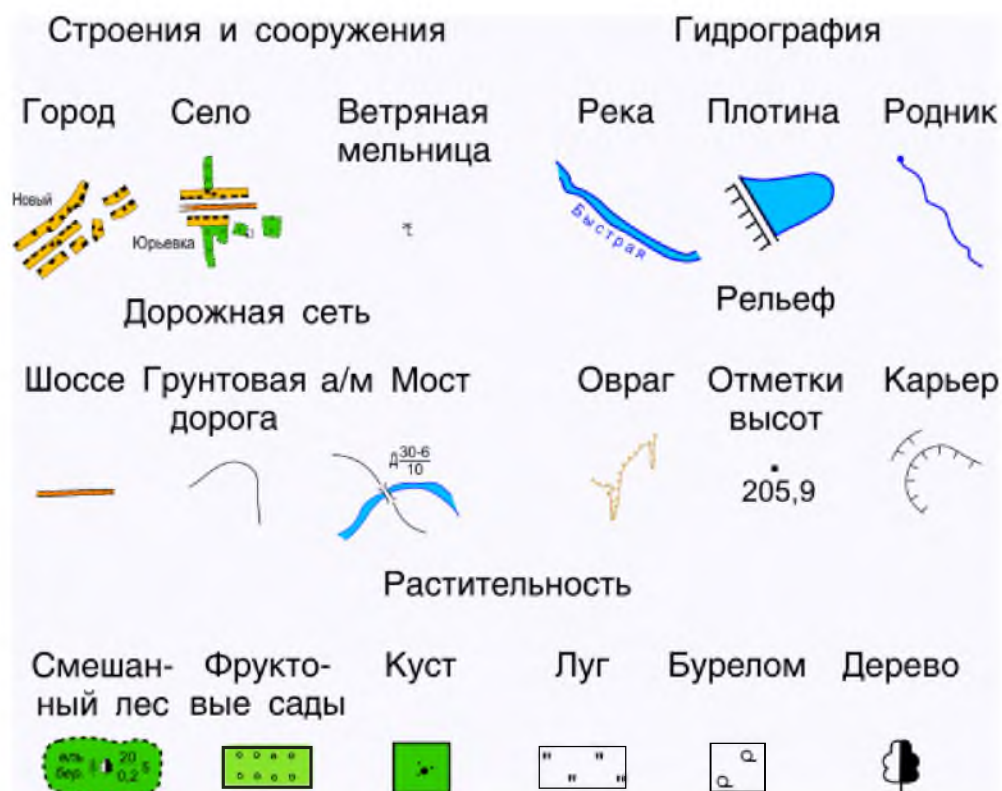 Строения и сооружения
Гидрография
Город Село Ветряная мельница
Река Плотина Родник
Новый
Юрьевка
Быстрая
Дорожная сеть
Рельеф
Шоссе Грунтовая а/м дорога Мост
Овраг Отметки высот Карьер
Д 30-6
10
205,9
Растительность
Смешан-
ный лес
Фрукто-
вые сады
Куст Луг Бурелом Дерево
ель 20 5
бер. 0,2